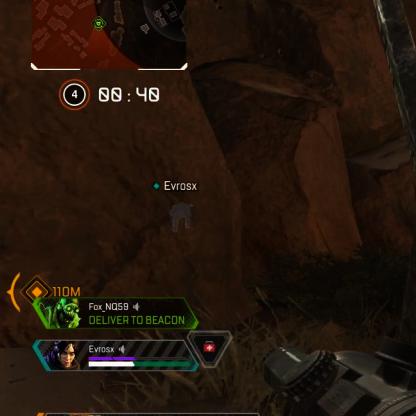 4 00:40
Evrosx
110M
Fox_NQ59
DELIVER TO BEACON
Evrosx